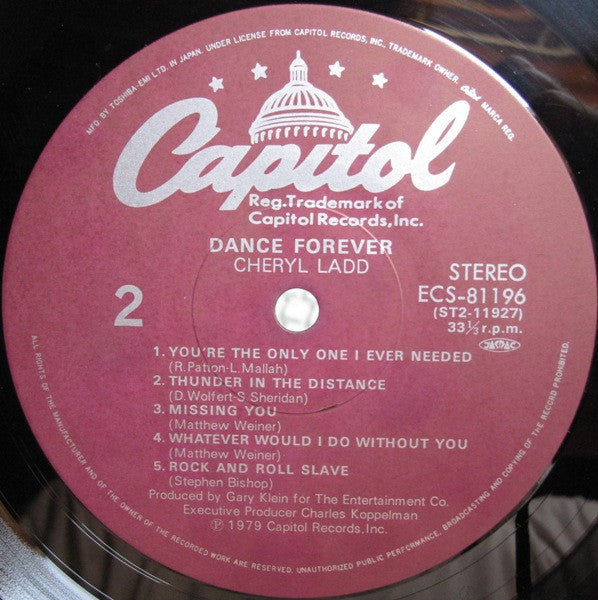 MFD. BY TOSHIBA-EMI LTD. IN JAPAN. UNDER LICENSE FROM CAPITOL RECORDS, INC., TRADEMARK OWNER. Capitol MARCA REG.
Capitol
Reg. Trademark of
Capitol Records, Inc.
DANCE FOREVER
CHERYL LADD
2
STEREO
ECS-81196
(ST2-11927)
33⅓ r.p.m.
JASRAC
1. YOU'RE THE ONLY ONE I EVER NEEDED
(R.Patton-L.Mallah)
2. THUNDER IN THE DISTANCE
(D.Wolfert-S.Sheridan)
3. MISSING YOU
(Matthew Weiner)
4. WHATEVER WOULD I DO WITHOUT YOU
(Matthew Weiner)
5. ROCK AND ROLL SLAVE
(Stephen Bishop)
Produced by Gary Klein for The Entertainment Co.
Executive Producer Charles Koppelman
℗ 1979 Capitol Records, Inc.
ALL RIGHTS OF THE MANUFACTURER AND OF THE OWNER OF THE RECORDED WORK ARE RESERVED. UNAUTHORIZED PUBLIC PERFORMANCE, BROADCASTING AND COPYING OF THE RECORD PROHIBITED.